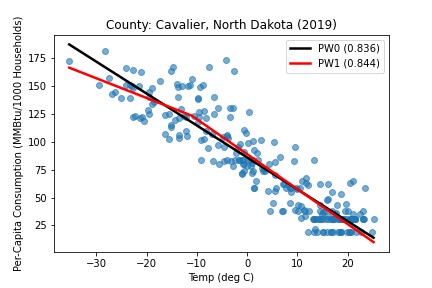 County: Cavalier, North Dakota (2019)
PW0 (0.836)
PW1 (0.844)
Per-Capita Consumption (MMBtu/1000 Households)
175
150
125
100
75
50
25
−30 −20 −10 0 10 20
Temp (deg C)